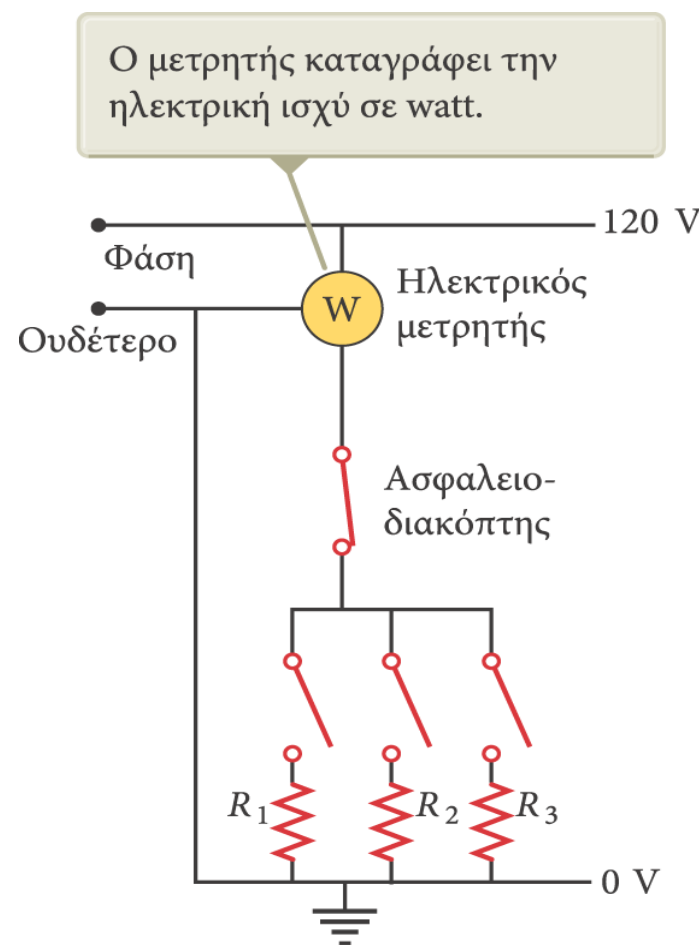 Ο μετρητής καταγράφει την
ηλεκτρική ισχύ σε watt.
120 V
Φάση
W
Ηλεκτρικός
μετρητής
Ουδέτερο
Ασφαλειο-
διακόπτης
R1
R2
R3
0 V